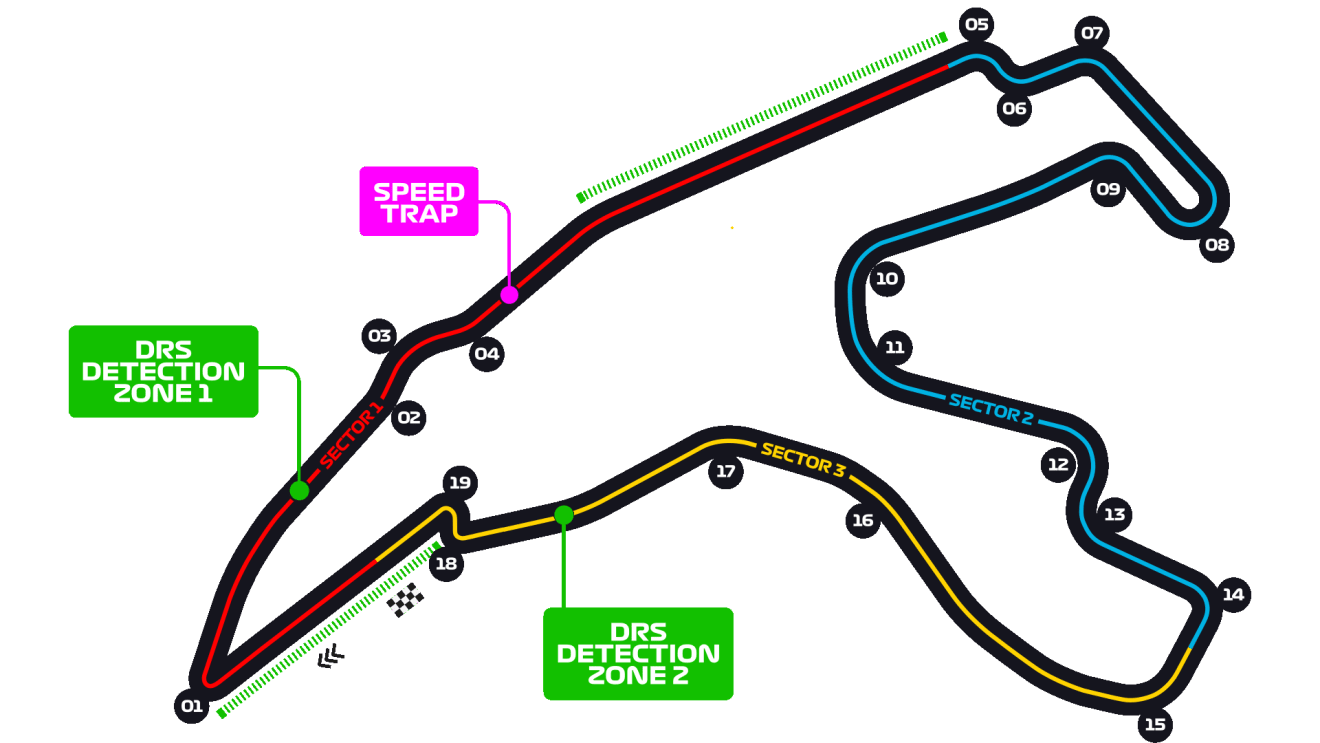 05
07
06
SPEED
TRAP
09
08
10
03
04
11
DRS
DETECTION
ZONE 1
02
SECTOR 1
SECTOR 2
12
SECTOR 3
17
19
13
16
18
14
DRS
DETECTION
ZONE 2
01
15